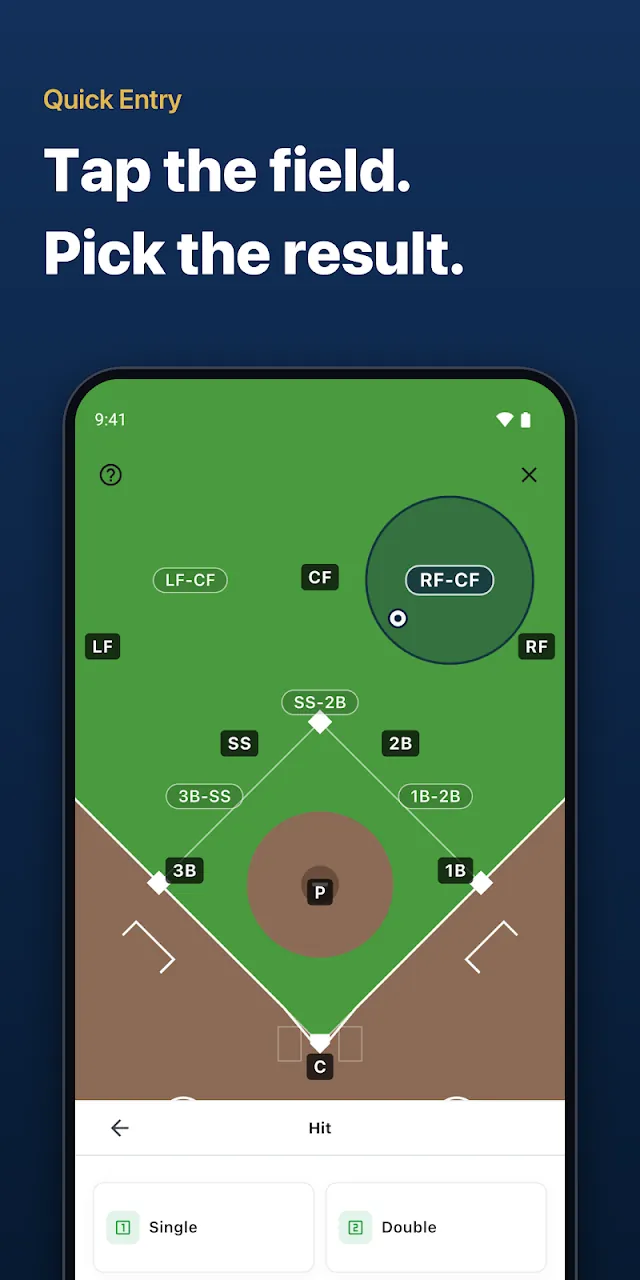 Quick Entry
Tap the field.
Pick the result.
9:41
LF-CF
CF
RF-CF
LF
RF
SS-2B
SS
2B
3B-SS
1B-2B
3B
1B
P
C
Hit
1 Single
2 Double